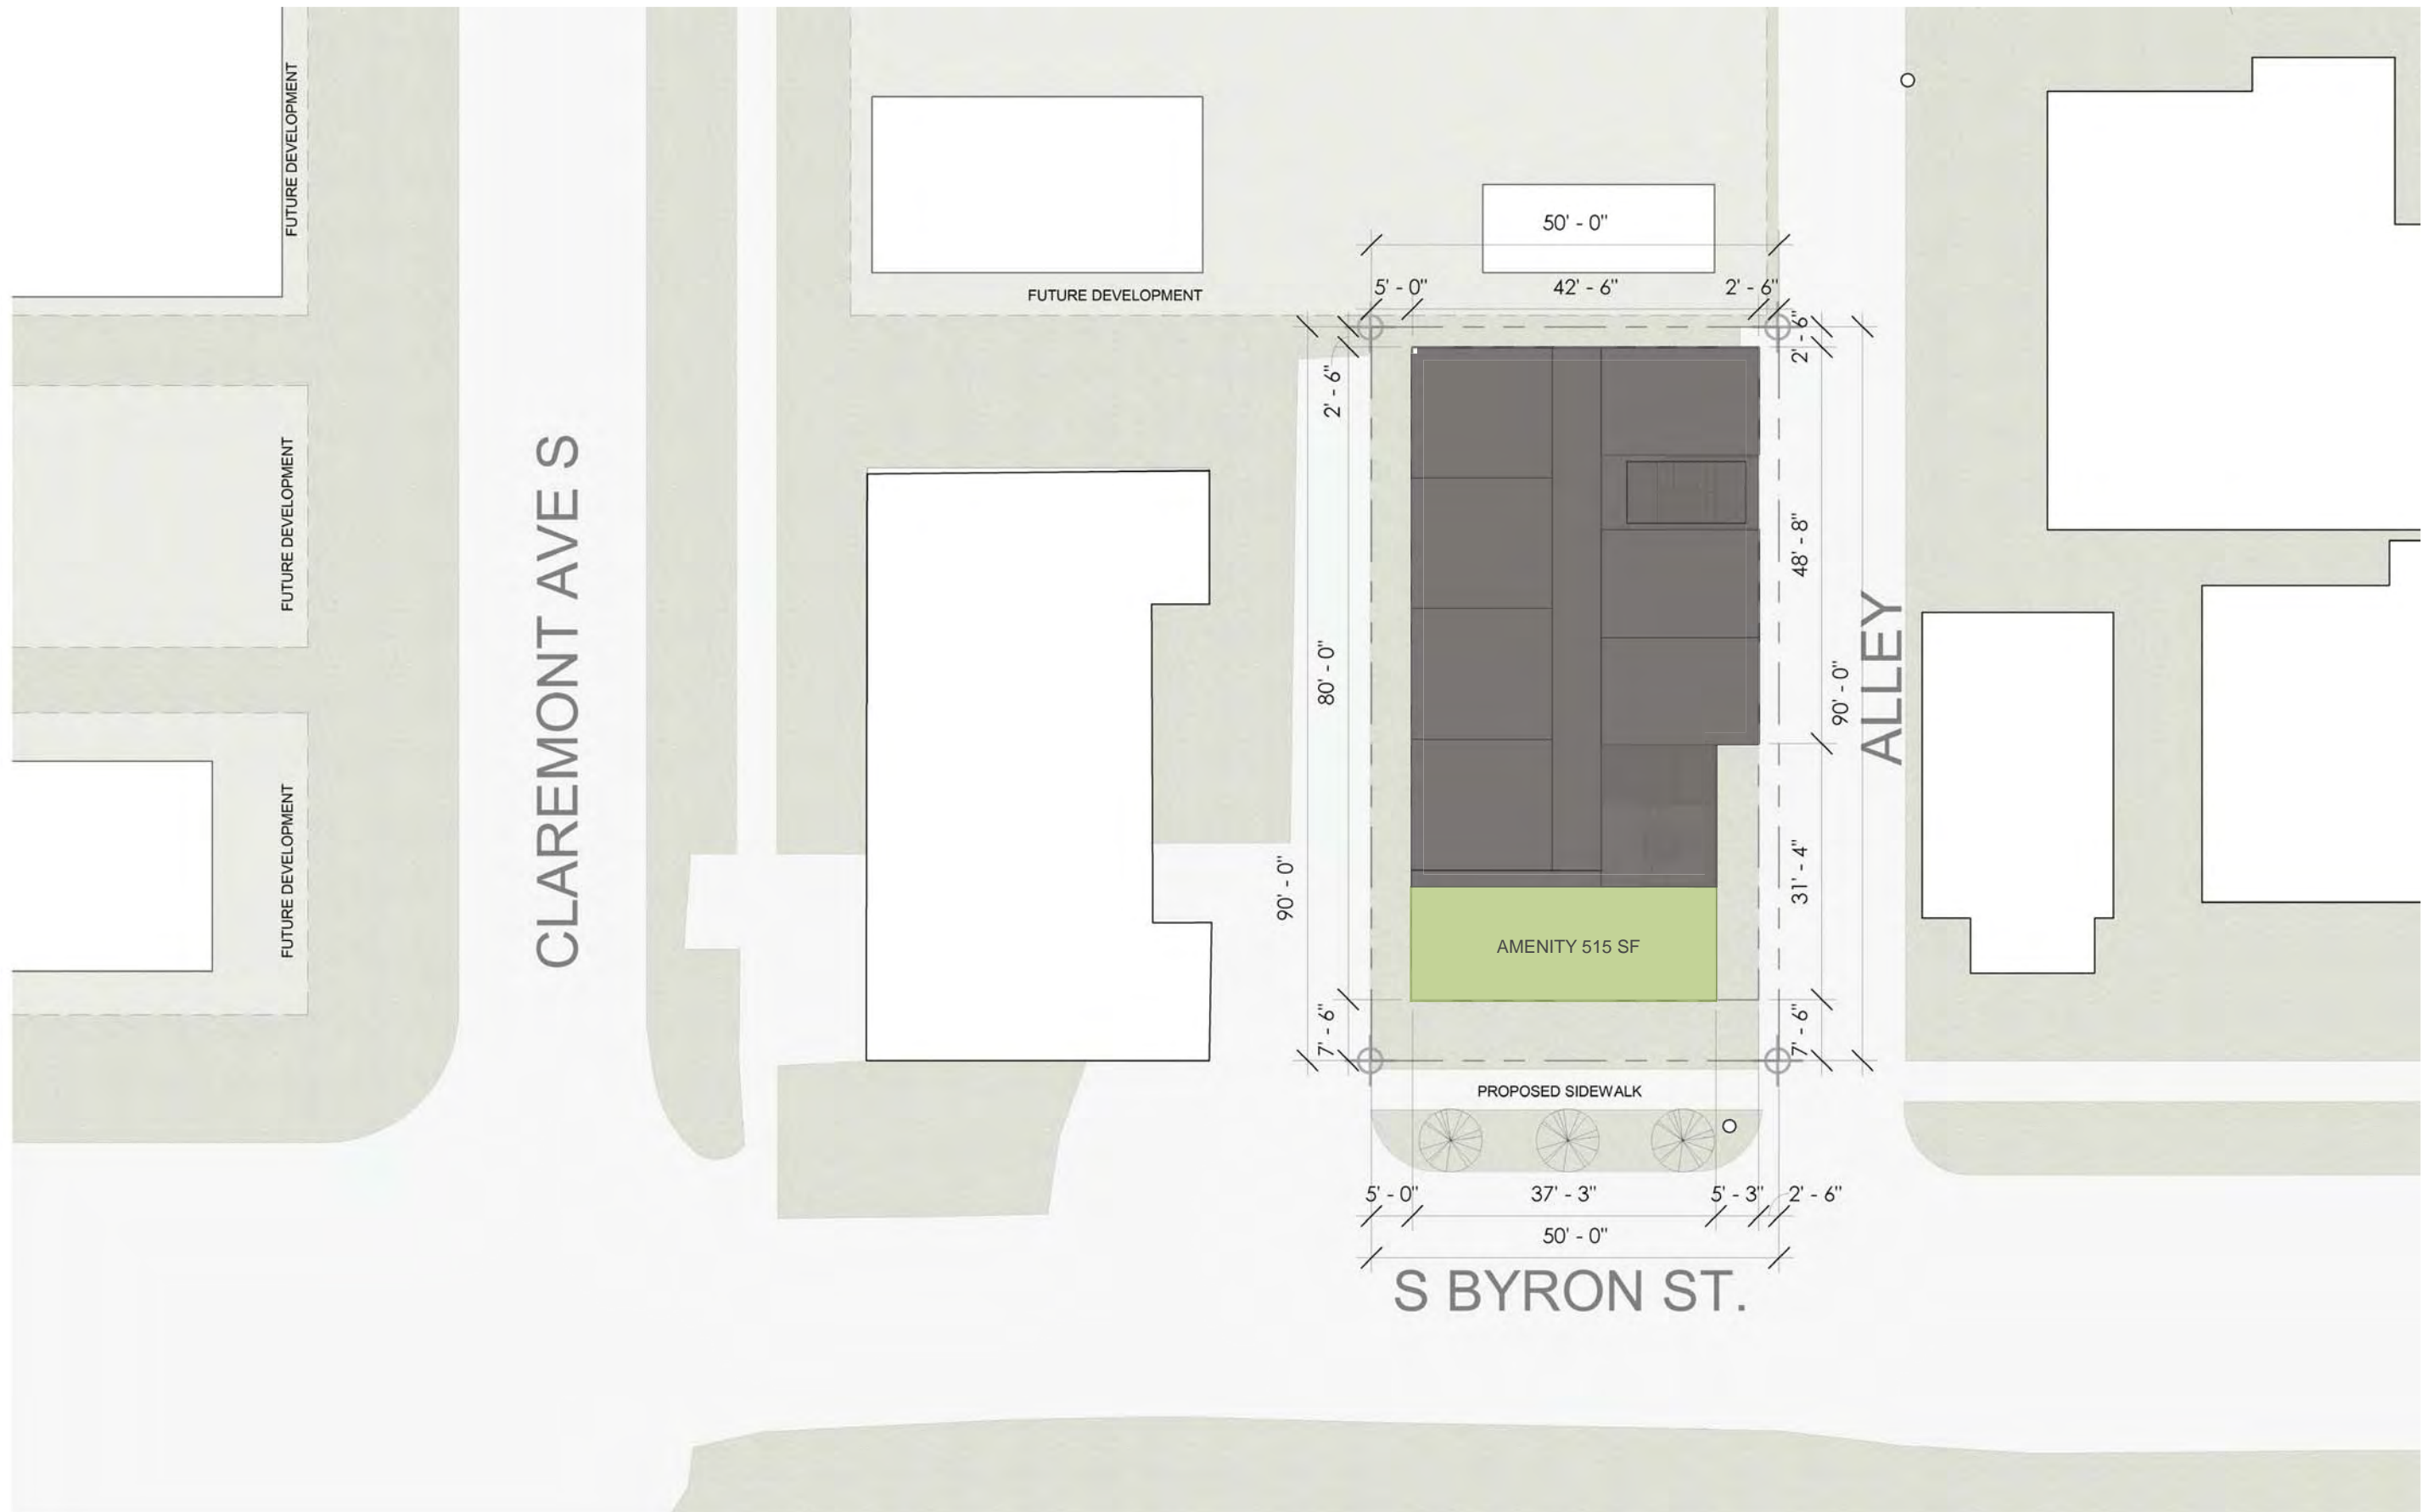 FUTURE DEVELOPMENT
50' - 0"
5' - 0"
42' - 6"
2' - 6"
FUTURE DEVELOPMENT
2' - 6"
2' - 6"
FUTURE DEVELOPMENT
CLAREMONT AVE S
48' - 8"
80' - 0"
90' - 0"
ALLEY
FUTURE DEVELOPMENT
90' - 0"
31' - 4"
AMENITY 515 SF
7' - 6"
7' - 6"
PROPOSED SIDEWALK
5' - 0"
37' - 3"
5' - 3"
2' - 6"
50' - 0"
S BYRON ST.